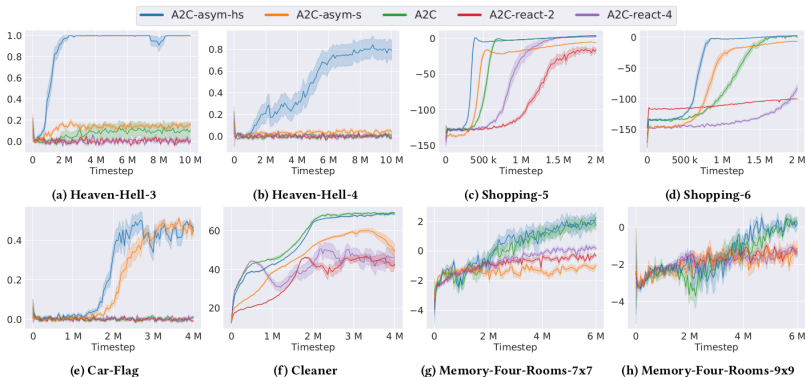 A2C-asym-hs A2C-asym-s A2C A2C-react-2 A2C-react-4
1.0 0.8 0.6 0.4 0.2 0.0
0 2 M 4 M 6 M 8 M 10 M
Timestep
(a) Heaven-Hell-3
1.0 0.8 0.6 0.4 0.2 0.0
0 2 M 4 M 6 M 8 M 10 M
Timestep
(b) Heaven-Hell-4
0 −50 −100 −150
0 500 k 1 M 1.5 M 2 M
Timestep
(c) Shopping-5
0 −50 −100 −150
0 500 k 1 M 1.5 M 2 M
Timestep
(d) Shopping-6
0.4 0.2 0.0
0 1 M 2 M 3 M 4 M
Timestep
(e) Car-Flag
60 40 20
0 1 M 2 M 3 M 4 M
Timestep
(f) Cleaner
2 0 −2 −4
0 2 M 4 M 6 M
Timestep
(g) Memory-Four-Rooms-7x7
0 −2 −4
0 2 M 4 M 6 M
Timestep
(h) Memory-Four-Rooms-9x9